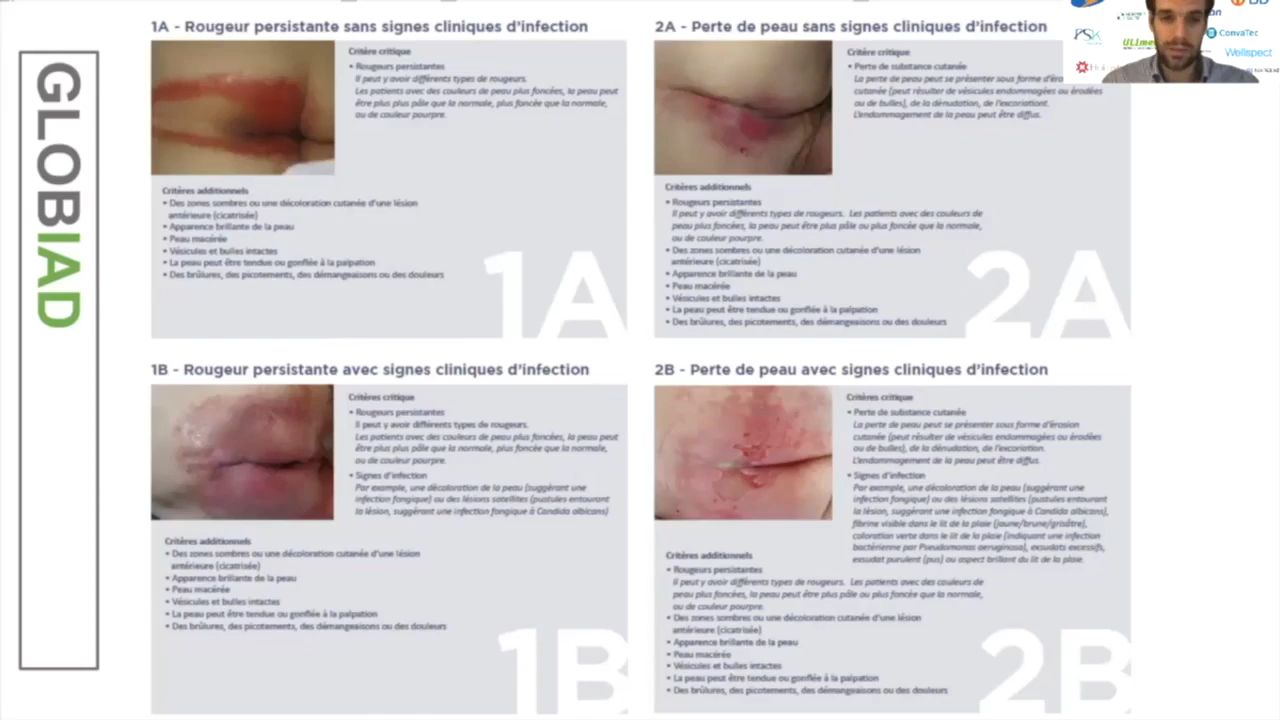 GLOBIAD
1A - Rougeur persistante sans signes cliniques d'infection
Critère critique
• Rougeurs persistantes
Il peut y avoir différents types de rougeurs.
Les patients avec des couleurs de peau plus foncées, la peau peut
être plus plus pâle que la normale, plus foncée que la normale,
ou de couleur pourpre.
Critères additionnels
• Des zones sombres ou une décoloration cutanée d'une lésion
antérieure (cicatrisée)
• Apparence brillante de la peau
• Peau macérée
• Vésicules et bulles intactes
• La peau peut être tendue ou gonflée à la palpation
• Des brûlures, des picotements, des démangeaisons ou des douleurs
1A
2A - Perte de peau sans signes cliniques d'infection
Critère critique
• Perte de substance cutanée
La perte de peau peut se présenter sous forme d'éro
cutanée (peut résulter de vésicules endommagées ou érodées
ou de bulles), de la dénudation, de l'excoriationt.
L'endommagement de la peau peut être diffus.
Critères additionnels
• Rougeurs persistantes
Il peut y avoir différents types de rougeurs. Les patients avec des couleurs de
peau plus foncées, la peau peut être plus pâle ou plus foncée que la normale,
ou de couleur pourpre.
• Des zones sombres ou une décoloration cutanée d'une lésion
antérieure (cicatrisée)
• Apparence brillante de la peau
• Peau macérée
• Vésicules et bulles intactes
• La peau peut être tendue ou gonflée à la palpation
• Des brûlures, des picotements, des démangeaisons ou des douleurs
2A
BD
PSK
ULimed
ConvaTec
Wellspect
1B - Rougeur persistante avec signes cliniques d'infection
Critères critique
• Rougeurs persistantes
Il peut y avoir différents types de rougeurs.
Les patients avec des couleurs de peau plus foncées, la peau peut
être plus plus pâle que la normale, plus foncée que la normale,
ou de couleur pourpre.
• Signes d'infection
Par exemple, une décoloration de la peau (suggérant une
infection fongique) ou des lésions satellites (pustules entourant
la lésion, suggérant une infection fongique à Candida albicans)
Critères additionnels
• Des zones sombres ou une décoloration cutanée d'une lésion
antérieure (cicatrisée)
• Apparence brillante de la peau
• Peau macérée
• Vésicules et bulles intactes
• La peau peut être tendue ou gonflée à la palpation
• Des brûlures, des picotements, des démangeaisons ou des douleurs
1B
2B - Perte de peau avec signes cliniques d'infection
Critères critique
• Perte de substance cutanée
La perte de peau peut se présenter sous forme d'érosion
cutanée (peut résulter de vésicules endommagées ou érodées
ou de bulles), de la dénudation, de l'excoriation.
L'endommagement de la peau peut être diffus.
• Signes d'infection
Par exemple, une décoloration de la peau (suggérant une
infection fongique) ou des lésions satellites (pustules entourant
la lésion, suggérant une infection fongique à Candida albicans),
fibrine visible dans le lit de la plaie (jaune/brune/grisâtre),
coloration verte dans le lit de la plaie (indiquant une infection
bactérienne par Pseudomonas aeruginosa), exsudats excessifs,
exsudat purulent (pus) ou aspect brillant du lit de la plaie.
Critères additionnels
• Rougeurs persistantes
Il peut y avoir différents types de rougeurs. Les patients avec des couleurs de
peau plus foncées, la peau peut être plus pâle ou plus foncée que la normale,
ou de couleur pourpre.
• Des zones sombres ou une décoloration cutanée d'une lésion
antérieure (cicatrisée)
• Apparence brillante de la peau
• Peau macérée
• Vésicules et bulles intactes
• La peau peut être tendue ou gonflée à la palpation
• Des brûlures, des picotements, des démangeaisons ou des douleurs
2B